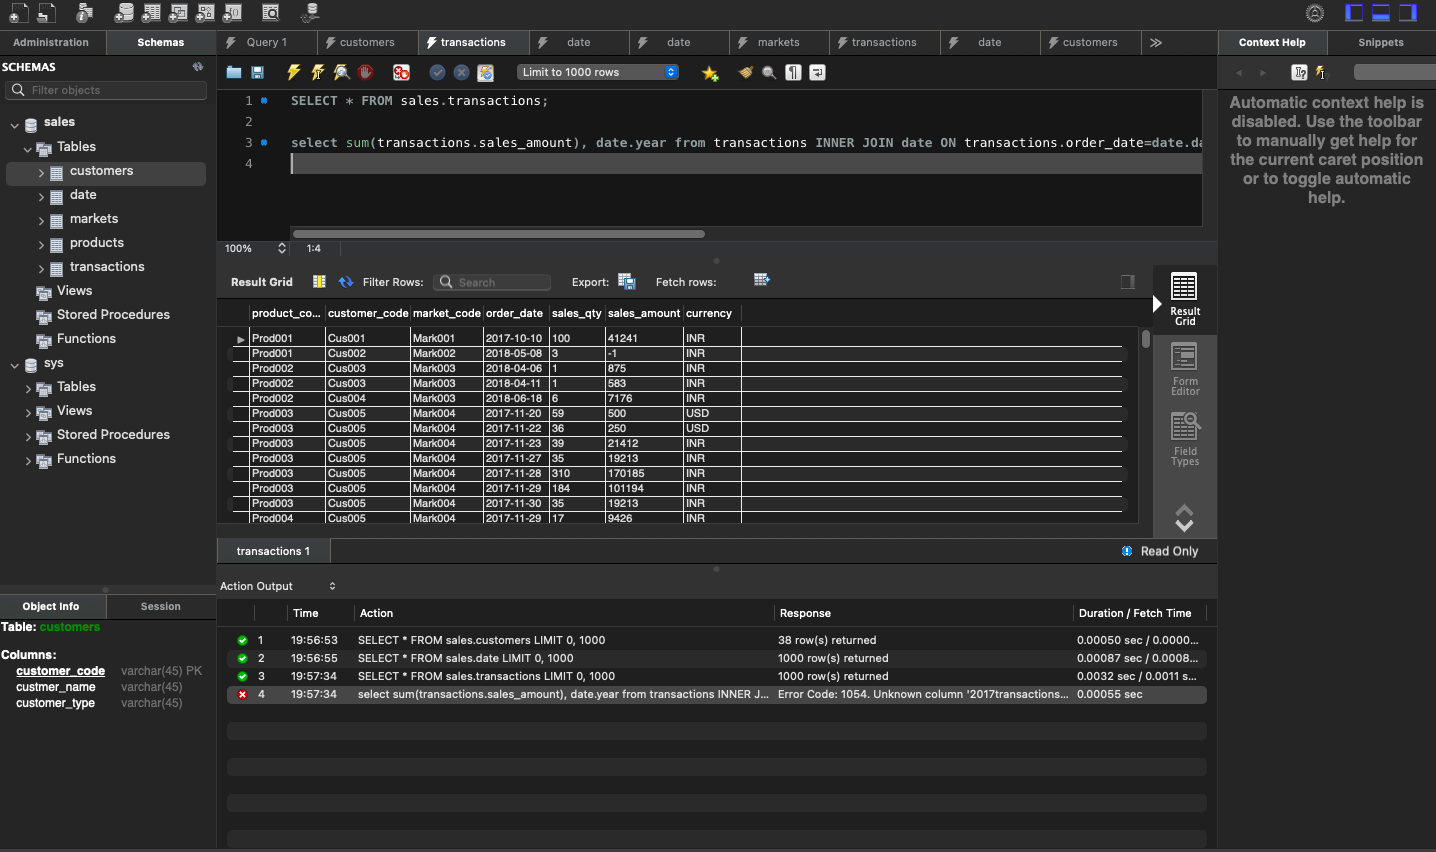 Administration
Schemas
Query 1
customers
transactions
date
date
markets
transactions
date
customers
Context Help
Snippets
SCHEMAS
Filter objects
sales
Tables
customers
date
markets
products
transactions
Views
Stored Procedures
Functions
sys
Tables
Views
Stored Procedures
Functions
Limit to 1000 rows
1 SELECT * FROM sales.transactions;
2
3 select sum(transactions.sales_amount), date.year from transactions INNER JOIN date ON transactions.order_date=date.da
4
100%
1:4
Automatic context help is
disabled. Use the toolbar
to manually get help for
the current caret position
or to toggle automatic
help.
Result Grid
Filter Rows:
Search
Export:
Fetch rows:
product_co... customer_code market_code order_date sales_qty sales_amount currency
Prod001 Cus001 Mark001 2017-10-10 100 41241 INR
Prod001 Cus002 Mark002 2018-05-08 3 -1 INR
Prod002 Cus003 Mark003 2018-04-06 1 875 INR
Prod002 Cus003 Mark003 2018-04-11 1 583 INR
Prod002 Cus004 Mark003 2018-06-18 6 7176 INR
Prod003 Cus005 Mark004 2017-11-20 59 500 USD
Prod003 Cus005 Mark004 2017-11-22 36 250 USD
Prod003 Cus005 Mark004 2017-11-23 39 21412 INR
Prod003 Cus005 Mark004 2017-11-27 35 19213 INR
Prod003 Cus005 Mark004 2017-11-28 310 170185 INR
Prod003 Cus005 Mark004 2017-11-29 184 101194 INR
Prod003 Cus005 Mark004 2017-11-30 35 19213 INR
Prod004 Cus005 Mark004 2017-11-29 17 9426 INR
Result
Grid
Form
Editor
Field
Types
transactions 1
Read Only
Action Output
Time Action Response Duration / Fetch Time
1 19:56:53 SELECT * FROM sales.customers LIMIT 0, 1000 38 row(s) returned 0.00050 sec / 0.0000...
2 19:56:55 SELECT * FROM sales.date LIMIT 0, 1000 1000 row(s) returned 0.00087 sec / 0.0008...
3 19:57:34 SELECT * FROM sales.transactions LIMIT 0, 1000 1000 row(s) returned 0.0032 sec / 0.0011 s...
4 19:57:34 select sum(transactions.sales_amount), date.year from transactions INNER J... Error Code: 1054. Unknown column '2017transactions... 0.00055 sec
Object Info
Session
Table: customers
Columns:
customer_code varchar(45) PK
custmer_name varchar(45)
customer_type varchar(45)